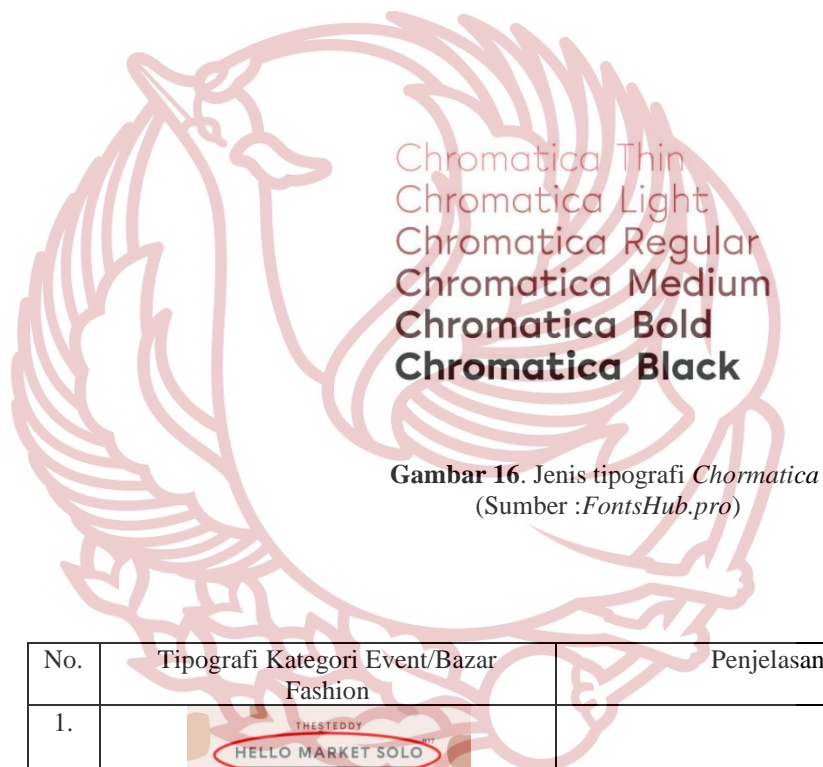 Chromatica Thin
Chromatica Light
Chromatica Regular
Chromatica Medium
Chromatica Bold
Chromatica Black
Gambar 16. Jenis tipografi Chormatica
(Sumber :FontsHub.pro)
No. Tipografi Kategori Event/Bazar Fashion Penjelasan
1.
THESTEDDY
HELLO MARKET SOLO